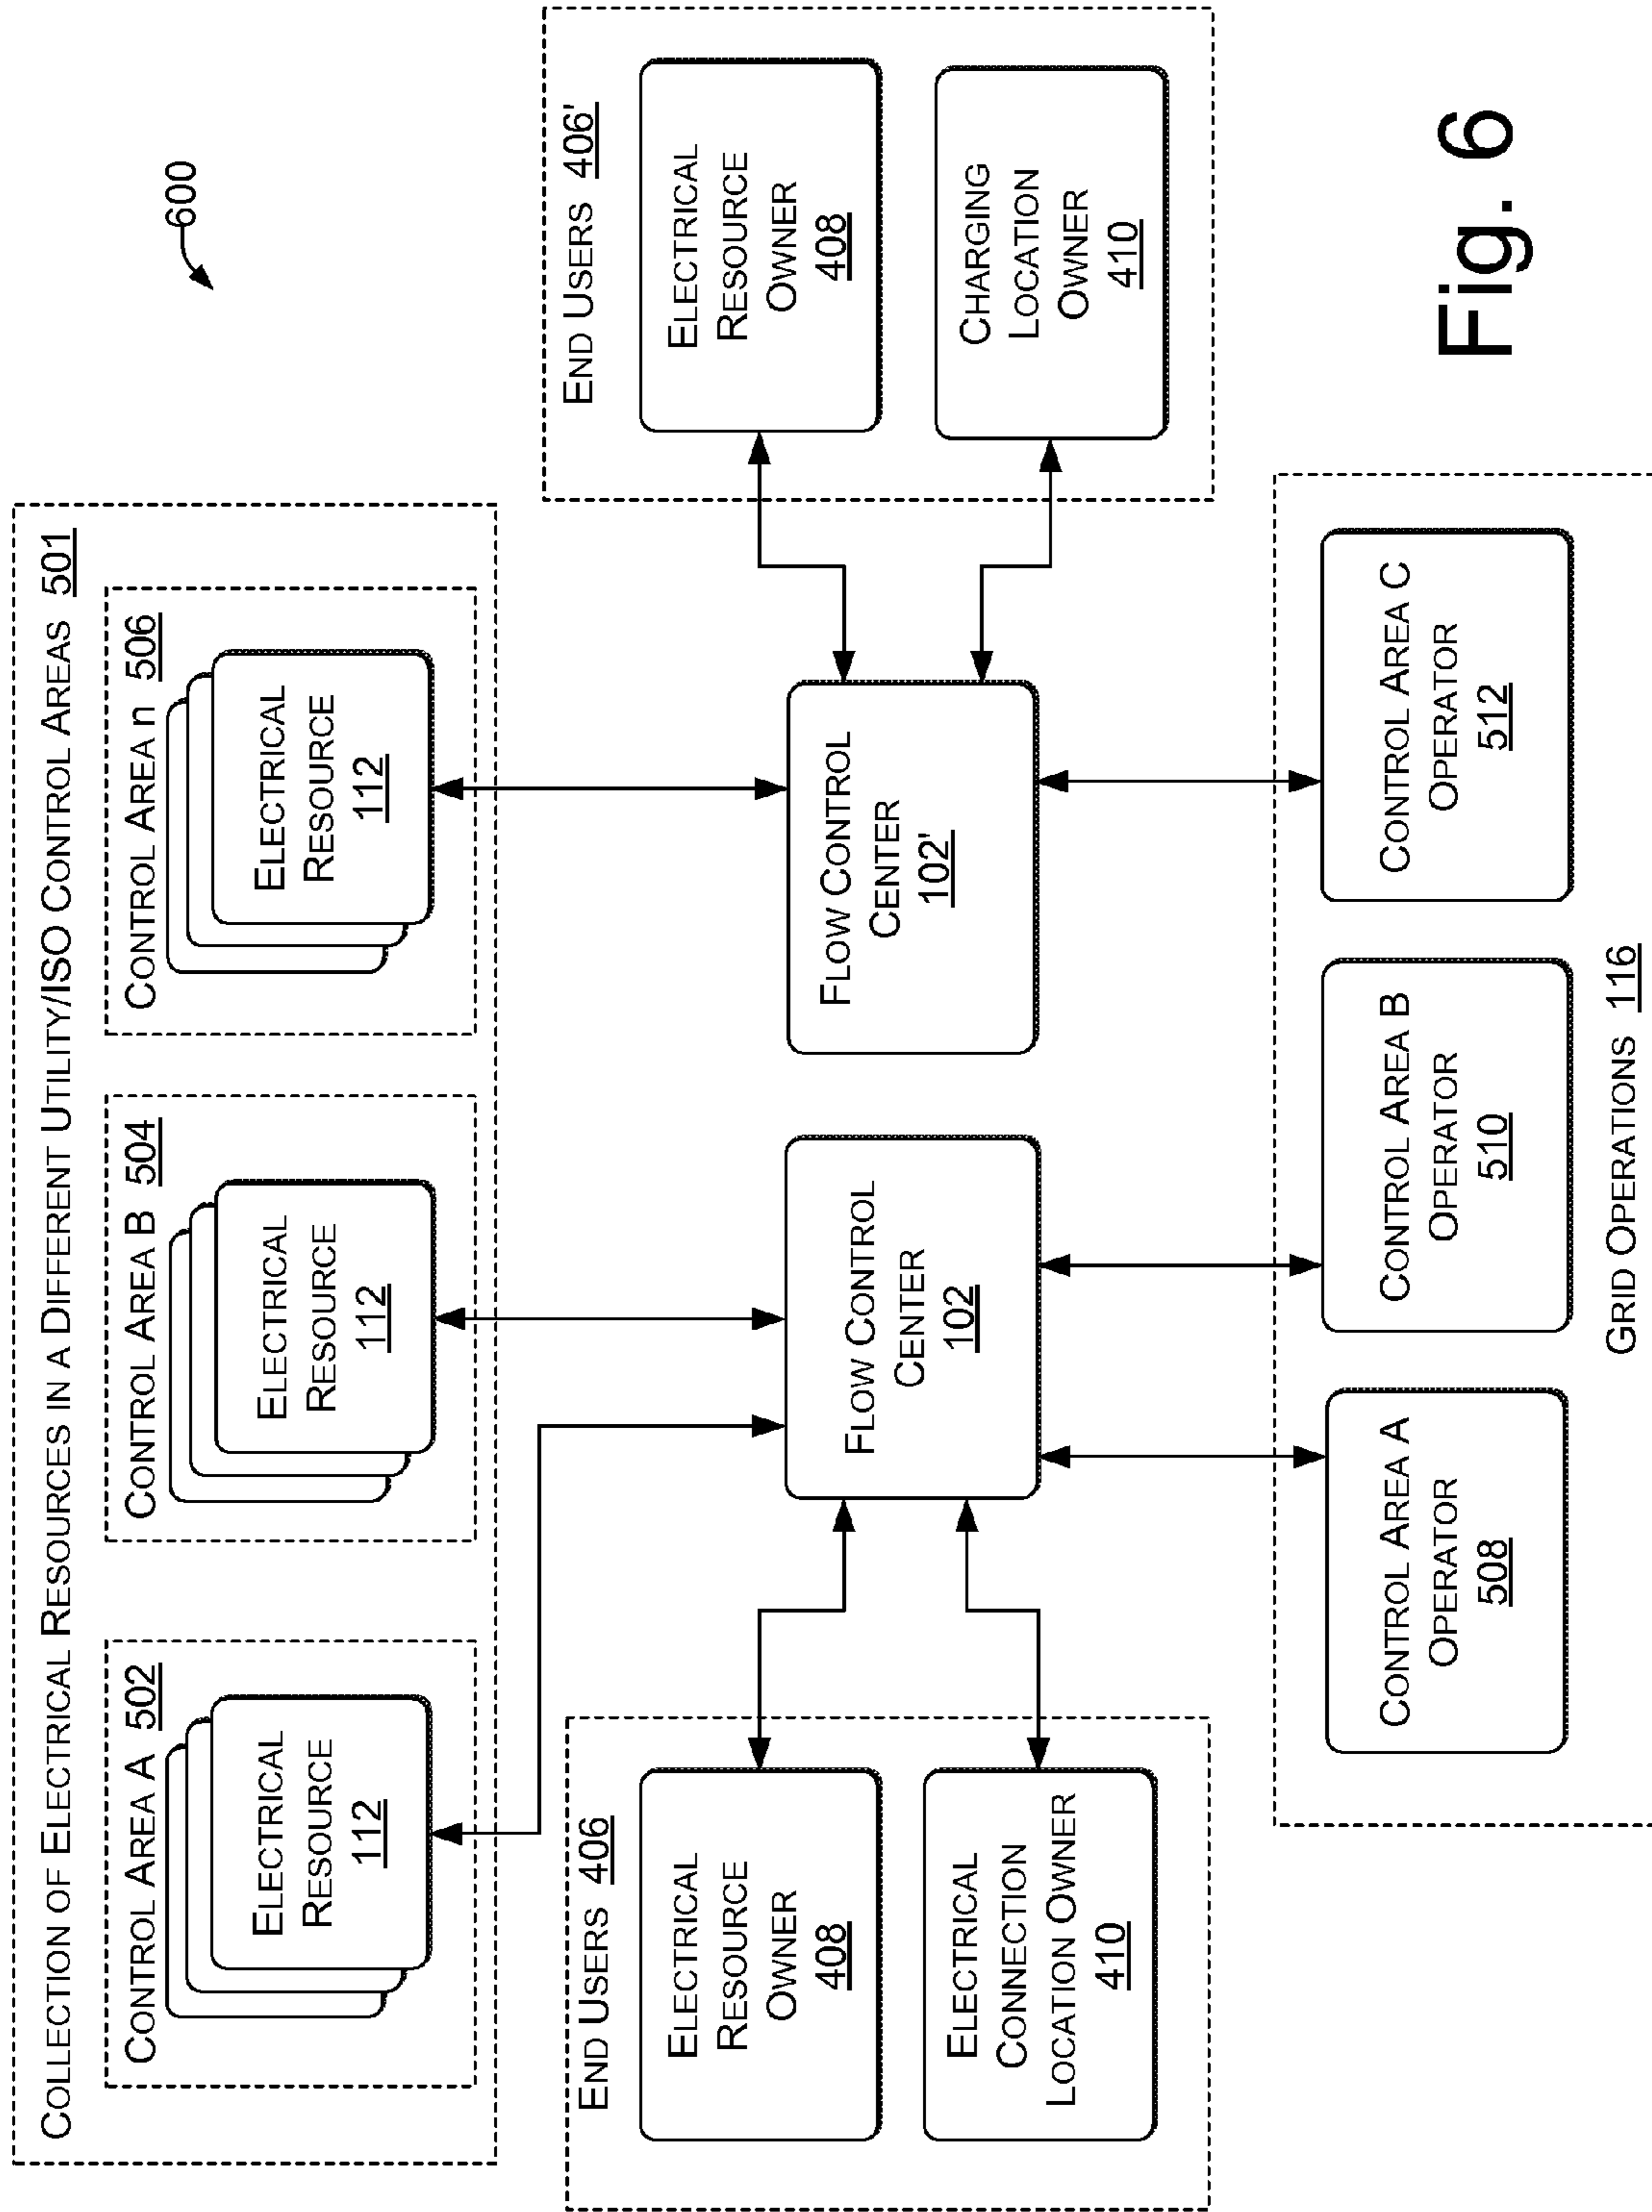 600
COLLECTION OF ELECTRICAL RESOURCES IN A DIFFERENT UTILITY/ISO CONTROL AREAS 501
CONTROL AREA A 502
ELECTRICAL
RESOURCE
112
CONTROL AREA B 504
ELECTRICAL
RESOURCE
112
CONTROL AREA n 506
ELECTRICAL
RESOURCE
112
END USERS 406
ELECTRICAL
RESOURCE
OWNER
408
ELECTRICAL
CONNECTION
LOCATION OWNER
410
FLOW CONTROL
CENTER
102
FLOW CONTROL
CENTER
102'
END USERS 406'
ELECTRICAL
RESOURCE
OWNER
408
CHARGING
LOCATION
OWNER
410
CONTROL AREA A
OPERATOR
508
CONTROL AREA B
OPERATOR
510
CONTROL AREA C
OPERATOR
512
GRID OPERATIONS 116
Fig. 6